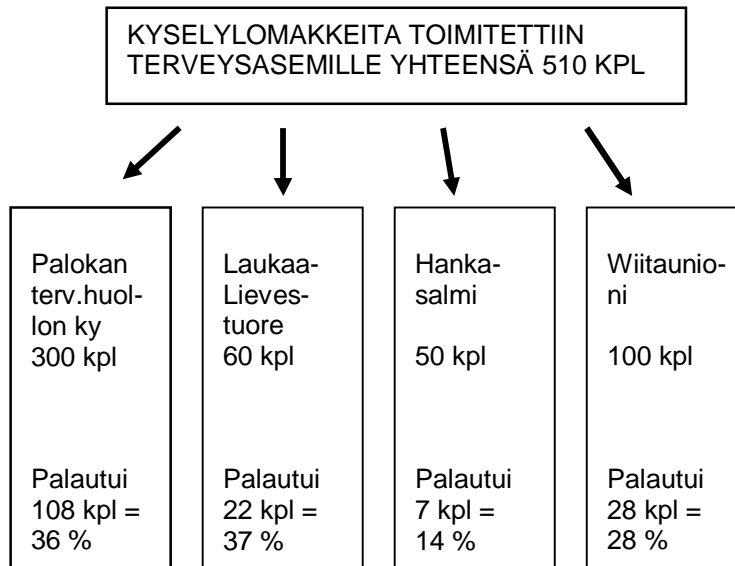 KYSELYLOMAKKEITA TOIMITETTIIN
TERVEYSASEMILLE YHTEENSÄ 510 KPL
Palokan
terv.huol-
lon ky
300 kpl
Palautui
108 kpl =
36 %
Laukaa-
Lieves-
tuore
60 kpl
Palautui
22 kpl =
37 %
Hanka-
salmi
50 kpl
Palautui
7 kpl =
14 %
Wiitaunio-
ni
100 kpl
Palautui
28 kpl =
28 %